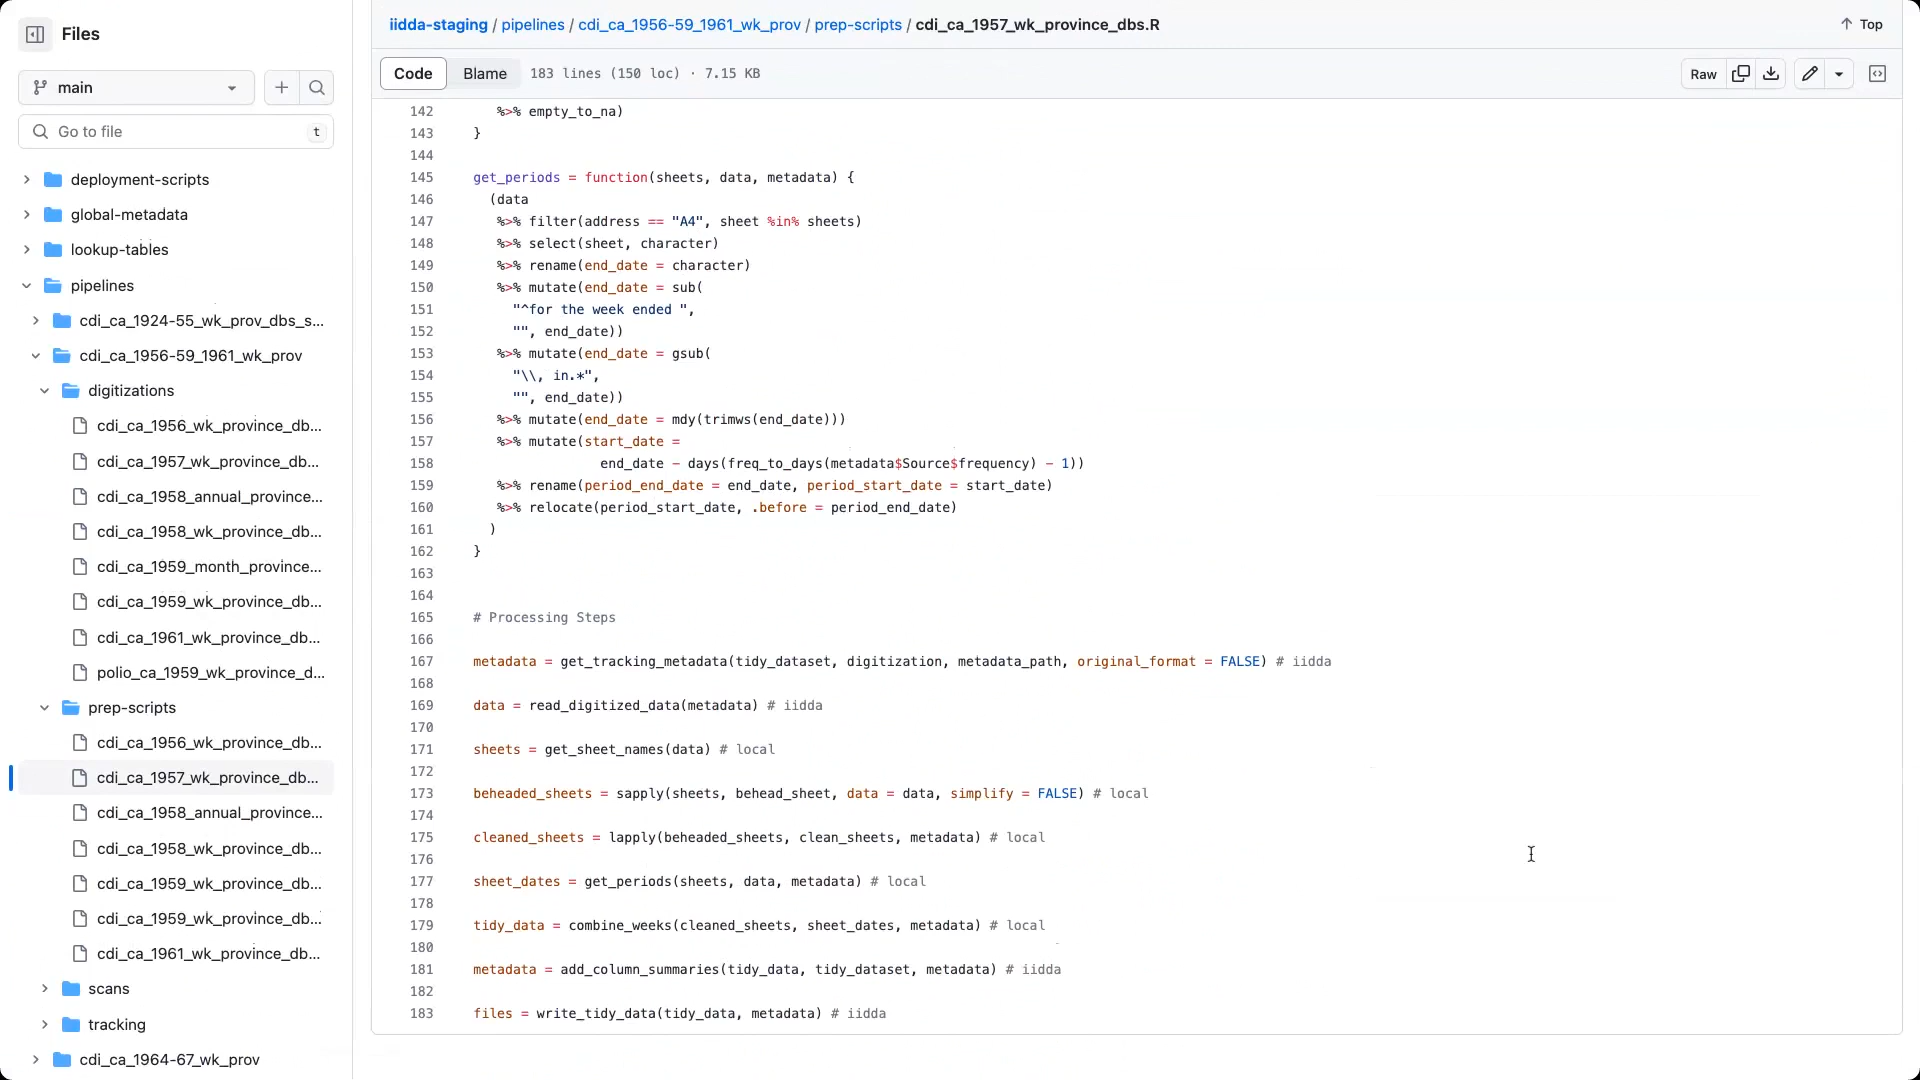 Files
main
Go to file
t
deployment-scripts
global-metadata
lookup-tables
pipelines
cdi_ca_1924-55_wk_prov_dbs_s...
cdi_ca_1956-59_1961_wk_prov
digitizations
cdi_ca_1956_wk_province_db...
cdi_ca_1957_wk_province_db...
cdi_ca_1958_annual_province...
cdi_ca_1958_wk_province_db...
cdi_ca_1959_month_province...
cdi_ca_1959_wk_province_db...
cdi_ca_1961_wk_province_db...
polio_ca_1959_wk_province_d...
prep-scripts
cdi_ca_1956_wk_province_db...
cdi_ca_1957_wk_province_db...
cdi_ca_1958_annual_province...
cdi_ca_1958_wk_province_db...
cdi_ca_1959_wk_province_db...
cdi_ca_1959_wk_province_db...
cdi_ca_1961_wk_province_db...
scans
tracking
cdi_ca_1964-67_wk_prov
iidda-staging / pipelines / cdi_ca_1956-59_1961_wk_prov / prep-scripts / cdi_ca_1957_wk_province_dbs.R
Top
Code Blame 183 lines (150 loc) · 7.15 KB
Raw
142 %>% empty_to_na)
143 }
144
145 get_periods = function(sheets, data, metadata) {
146 (data
147 %>% filter(address == "A4", sheet %in% sheets)
148 %>% select(sheet, character)
149 %>% rename(end_date = character)
150 %>% mutate(end_date = sub(
151 "^for the week ended ",
152 "", end_date))
153 %>% mutate(end_date = gsub(
154 "\\, in.*",
155 "", end_date))
156 %>% mutate(end_date = mdy(trimws(end_date)))
157 %>% mutate(start_date =
158 end_date - days(freq_to_days(metadata$Source$frequency) - 1))
159 %>% rename(period_end_date = end_date, period_start_date = start_date)
160 %>% relocate(period_start_date, .before = period_end_date)
161 )
162 }
163
164
165 # Processing Steps
166
167 metadata = get_tracking_metadata(tidy_dataset, digitization, metadata_path, original_format = FALSE) # iidda
168
169 data = read_digitized_data(metadata) # iidda
170
171 sheets = get_sheet_names(data) # local
172
173 beheaded_sheets = sapply(sheets, behead_sheet, data = data, simplify = FALSE) # local
174
175 cleaned_sheets = lapply(beheaded_sheets, clean_sheets, metadata) # local
176
177 sheet_dates = get_periods(sheets, data, metadata) # local
178
179 tidy_data = combine_weeks(cleaned_sheets, sheet_dates, metadata) # local
180
181 metadata = add_column_summaries(tidy_data, tidy_dataset, metadata) # iidda
182
183 files = write_tidy_data(tidy_data, metadata) # iidda